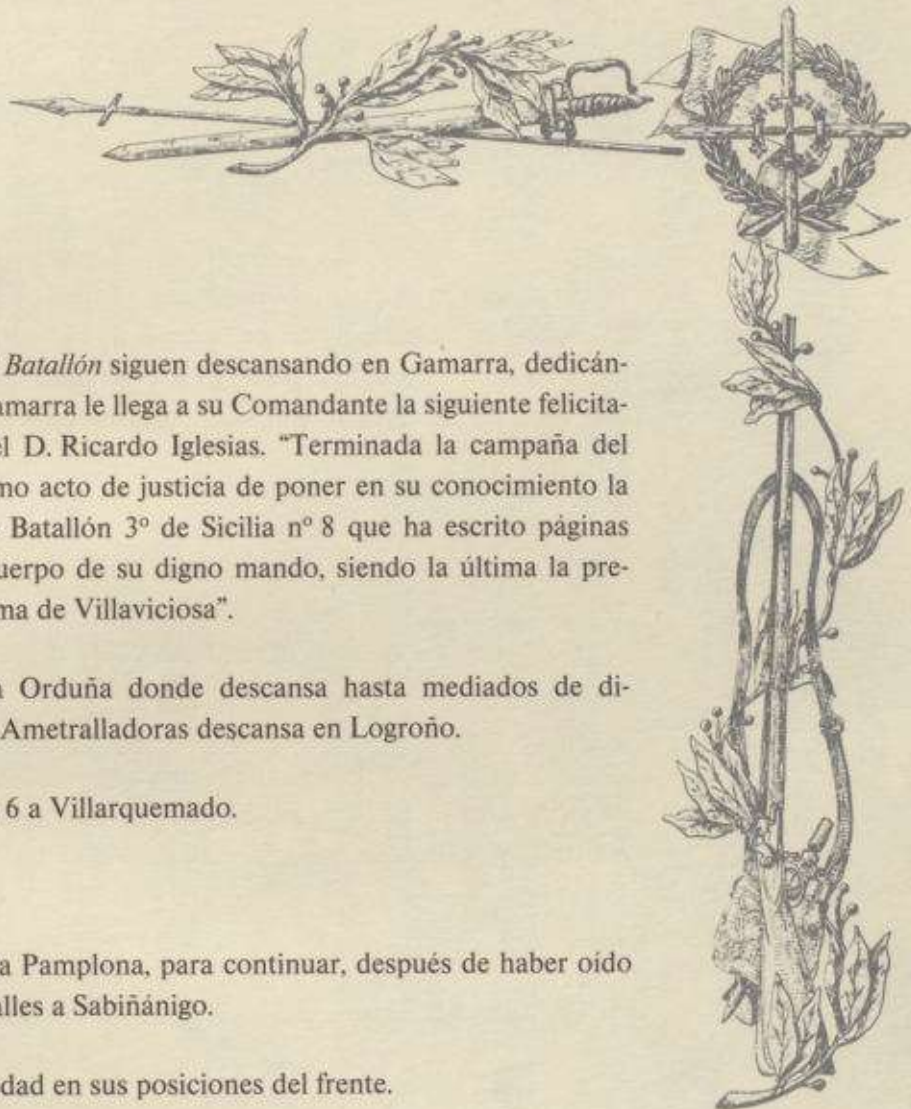 Batallón siguen descansando en Gamarra, dedicán-
amarra le llega a su Comandante la siguiente felicita-
el D. Ricardo Iglesias. “Terminada la campaña del
mo acto de justicia de poner en su conocimiento la
Batallón 3º de Sicilia nº 8 que ha escrito páginas
uerpo de su digno mando, siendo la última la pre-
ma de Villaviciosa”.
a Orduña donde descansa hasta mediados de di-
Ametralladoras descansa en Logroño.
6 a Villarquemado.
a Pamplona, para continuar, después de haber oído
alles a Sabiñánigo.
dad en sus posiciones del frente.